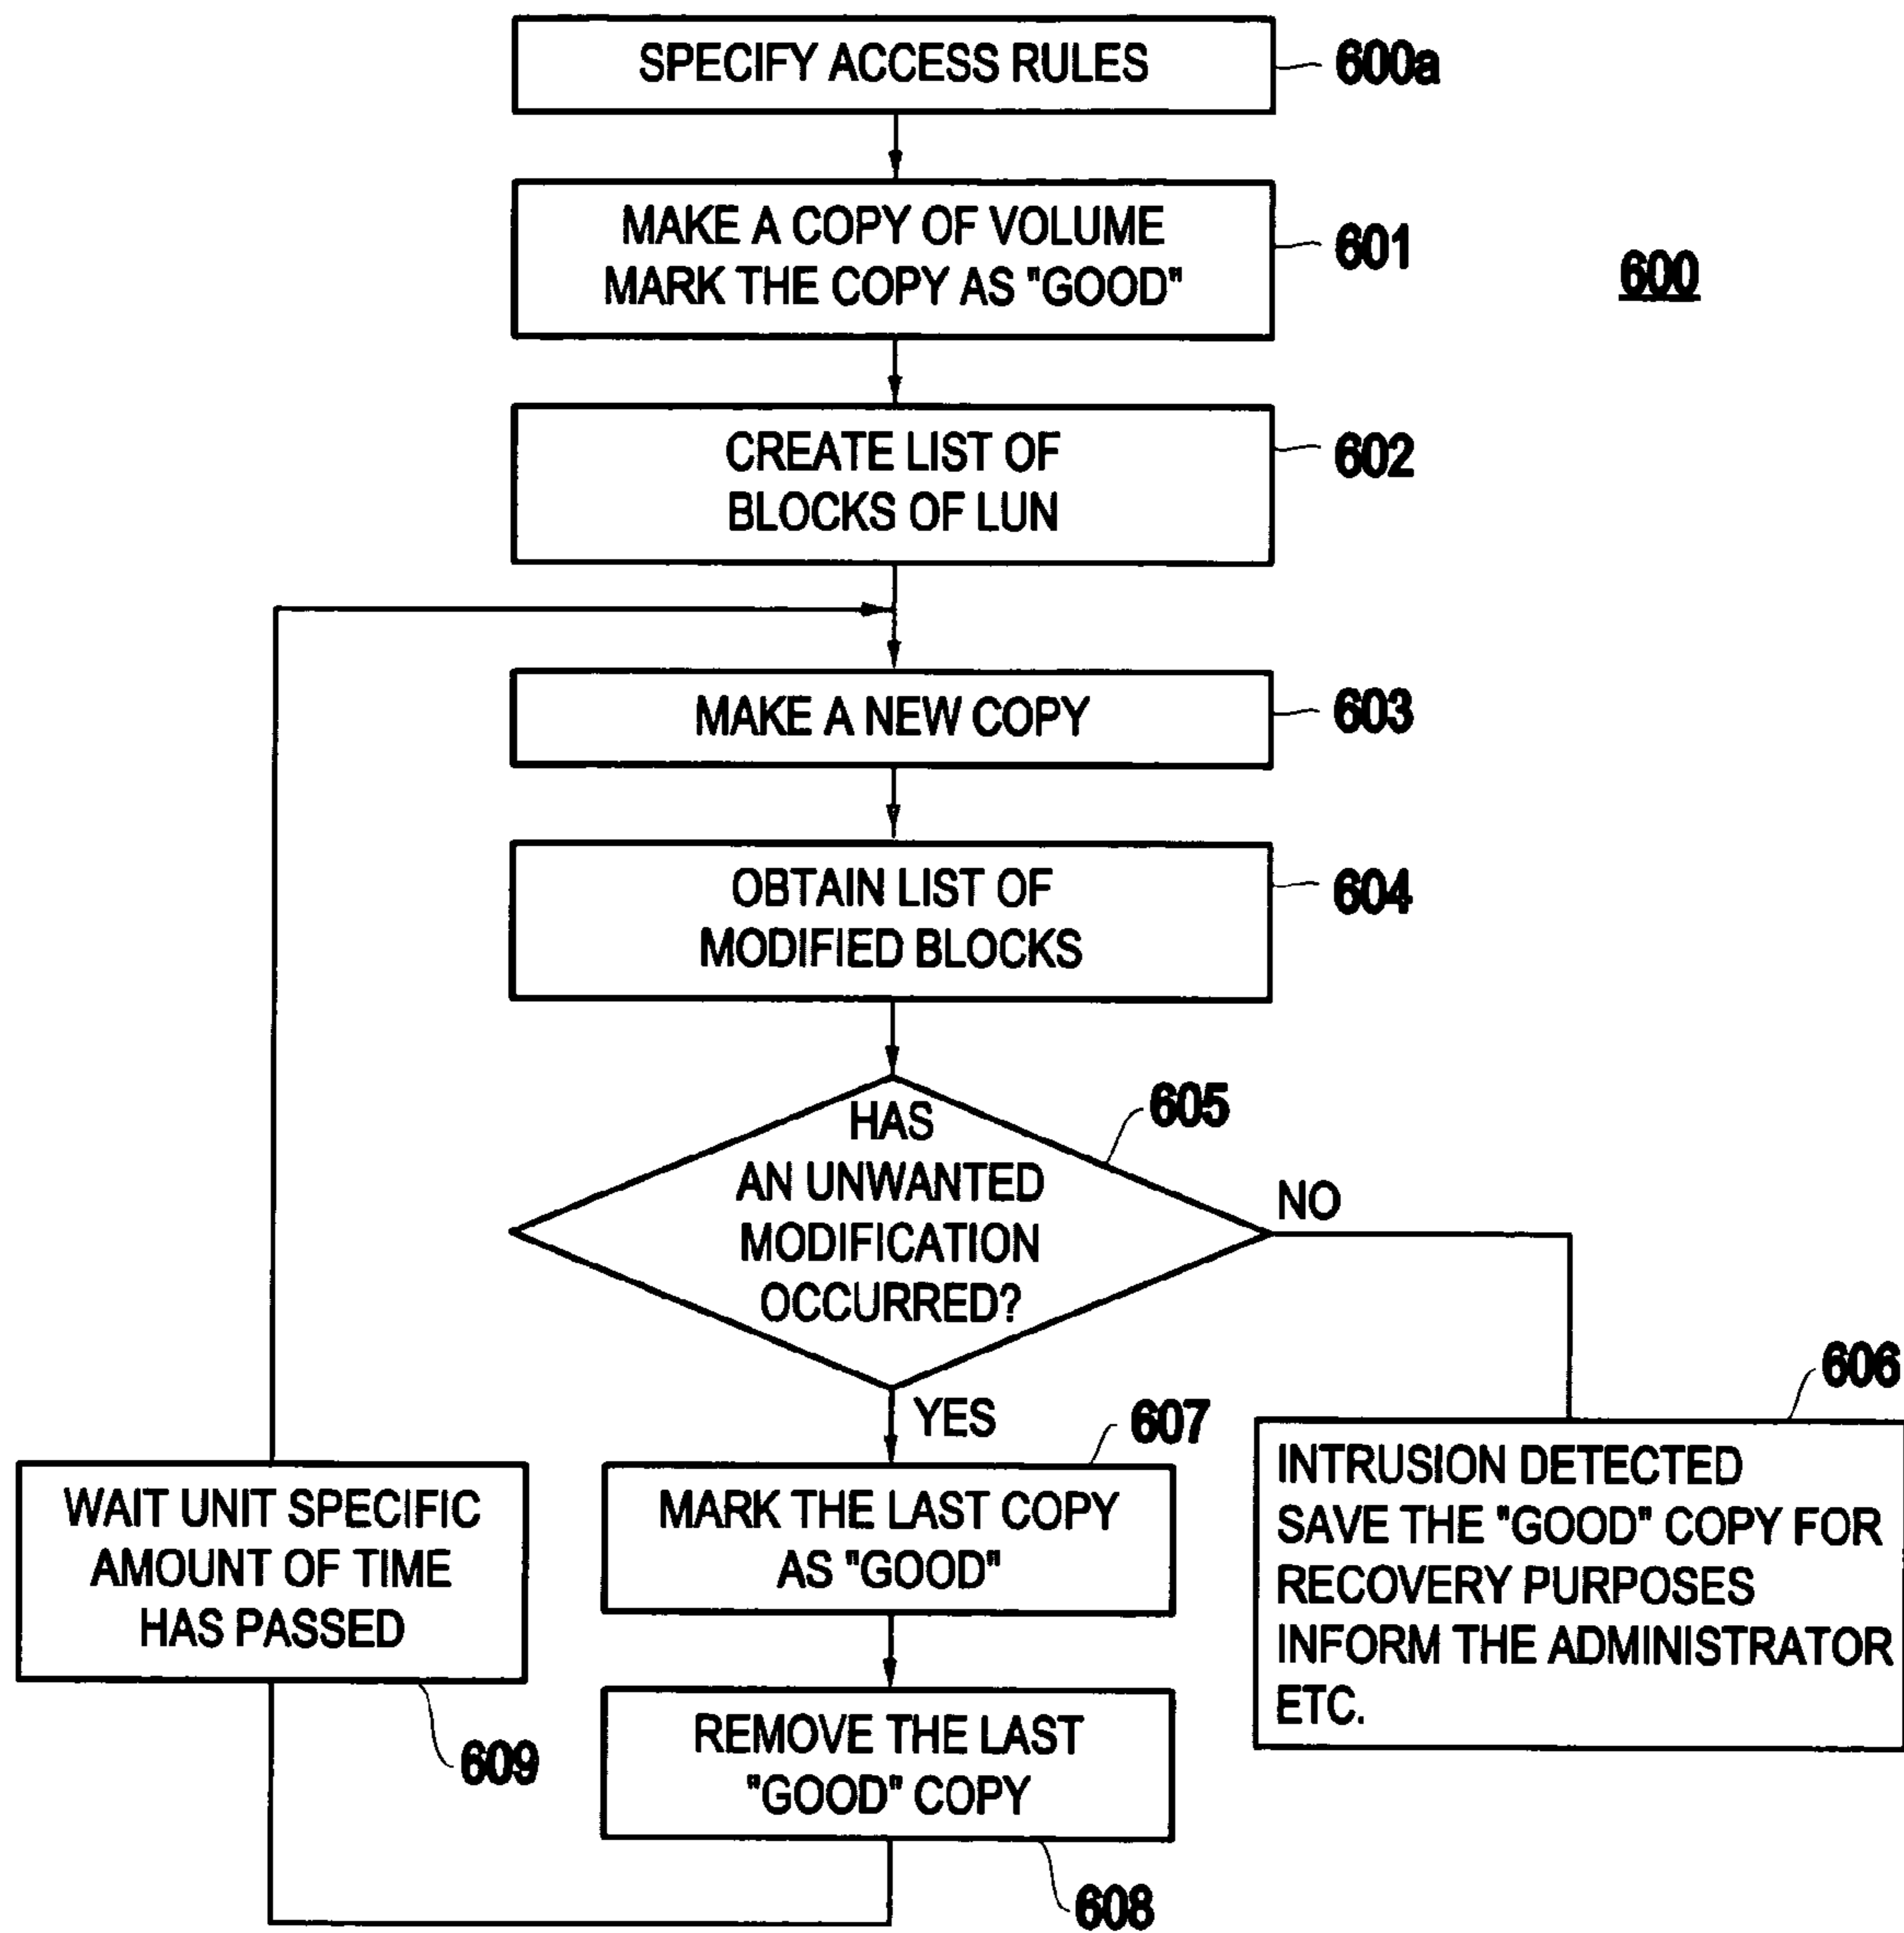 SPECIFY ACCESS RULES
600a
MAKE A COPY OF VOLUME
MARK THE COPY AS "GOOD"
601
600
CREATE LIST OF
BLOCKS OF LUN
602
MAKE A NEW COPY
603
OBTAIN LIST OF
MODIFIED BLOCKS
604
HAS
AN UNWANTED
MODIFICATION
OCCURRED?
605
NO
YES
606
INTRUSION DETECTED
SAVE THE "GOOD" COPY FOR
RECOVERY PURPOSES
INFORM THE ADMINISTRATOR
ETC.
607
MARK THE LAST COPY
AS "GOOD"
WAIT UNIT SPECIFIC
AMOUNT OF TIME
HAS PASSED
609
REMOVE THE LAST
"GOOD" COPY
608